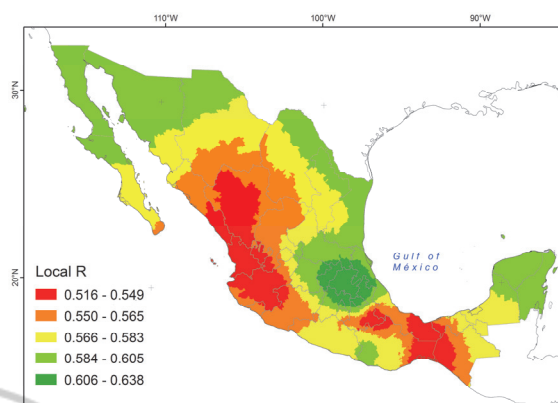 110°W
100°W
90°W
30°N
20°N
Gulf of
México
Local R
0.516 - 0.549
0.550 - 0.565
0.566 - 0.583
0.584 - 0.605
0.606 - 0.638